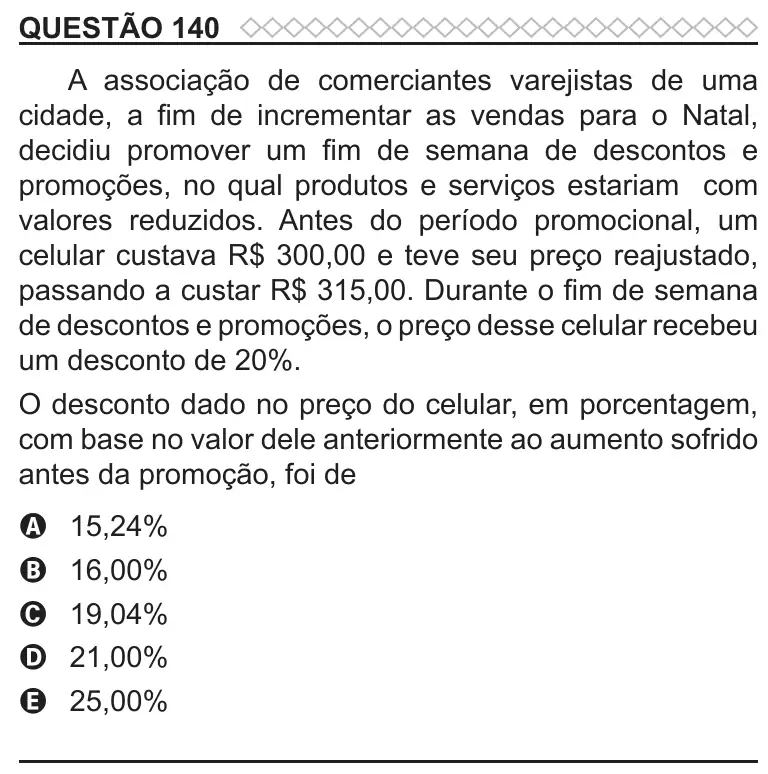 QUESTÃO 140
A associação de comerciantes varejistas de uma
cidade, a fim de incrementar as vendas para o Natal,
decidiu promover um fim de semana de descontos e
promoções, no qual produtos e serviços estariam com
valores reduzidos. Antes do período promocional, um
celular custava R$ 300,00 e teve seu preço reajustado,
passando a custar R$ 315,00. Durante o fim de semana
de descontos e promoções, o preço desse celular recebeu
um desconto de 20%.
O desconto dado no preço do celular, em porcentagem,
com base no valor dele anteriormente ao aumento sofrido
antes da promoção, foi de
A 15,24%
B 16,00%
C 19,04%
D 21,00%
E 25,00%